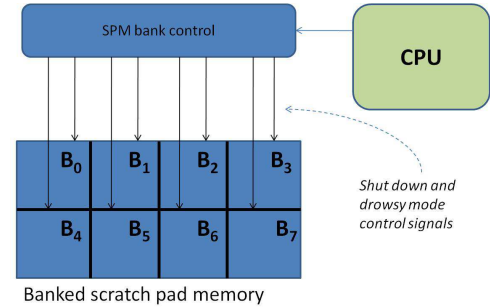 SPM bank control
CPU
B0 B1 B2 B3
B4 B5 B6 B7
Shut down and
drowsy mode
control signals
Banked scratch pad memory